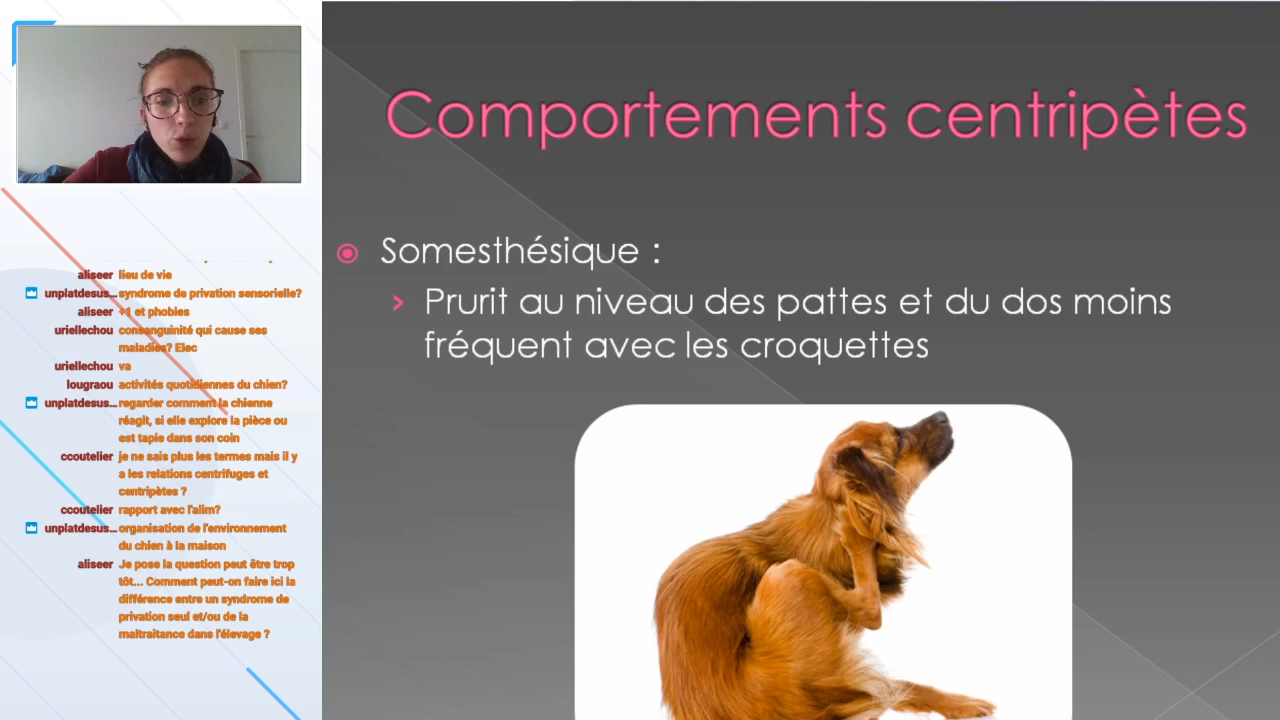 Comportements centripètes
Somesthésique :
Prurit au niveau des pattes et du dos moins
fréquent avec les croquettes
aliseer lieu de vie
unplatdesus... syndrome de privation sensorielle?
aliseer +1 et phobies
uriellechou consanguinité qui cause ses
maladies? Elec
uriellechou va
lougraou activités quotidiennes du chien?
unplatdesus... regarder comment la chienne
réagit, si elle explore la pièce ou
est tapie dans son coin
ccoutelier je ne sais plus les termes mais il y
a les relations centrifuges et
centripètes ?
ccoutelier rapport avec l'alim?
unplatdesus... organisation de l'environnement
du chien à la maison
aliseer Je pose la question peut être trop
tôt... Comment peut-on faire ici la
différence entre un syndrome de
privation seul et/ou de la
maltraitance dans l'élevage ?